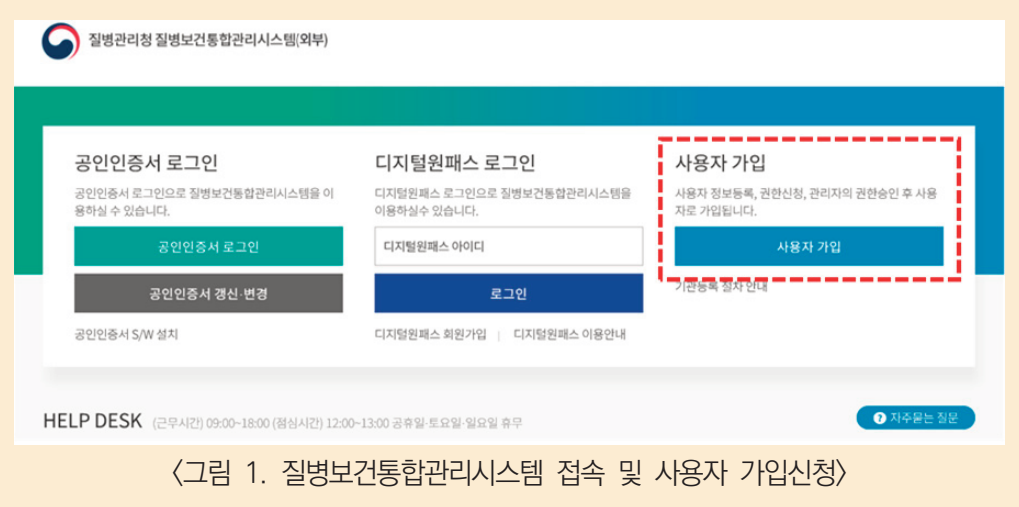 질병관리청 질병보건통합관리시스템(외부)
공인인증서 로그인
공인인증서 로그인으로 질병보건통합관리시스템을 이
용하실 수 있습니다.
공인인증서 로그인
공인인증서 갱신·변경
공인인증서 S/W 설치
디지털원패스 로그인
디지털원패스 로그인으로 질병보건통합관리시스템을
이용하실수 있습니다.
디지털원패스 아이디
로그인
디지털원패스 회원가입 | 디지털원패스 이용안내
사용자 가입
사용자 정보등록, 권한신청, 관리자의 권한승인 후 사용
자로 가입됩니다.
사용자 가입
기관등록 절차 안내
HELP DESK (근무시간) 09:00~18:00 (점심시간) 12:00~13:00 공휴일·토요일·일요일 휴무
? 자주묻는 질문
〈그림 1. 질병보건통합관리시스템 접속 및 사용자 가입신청〉